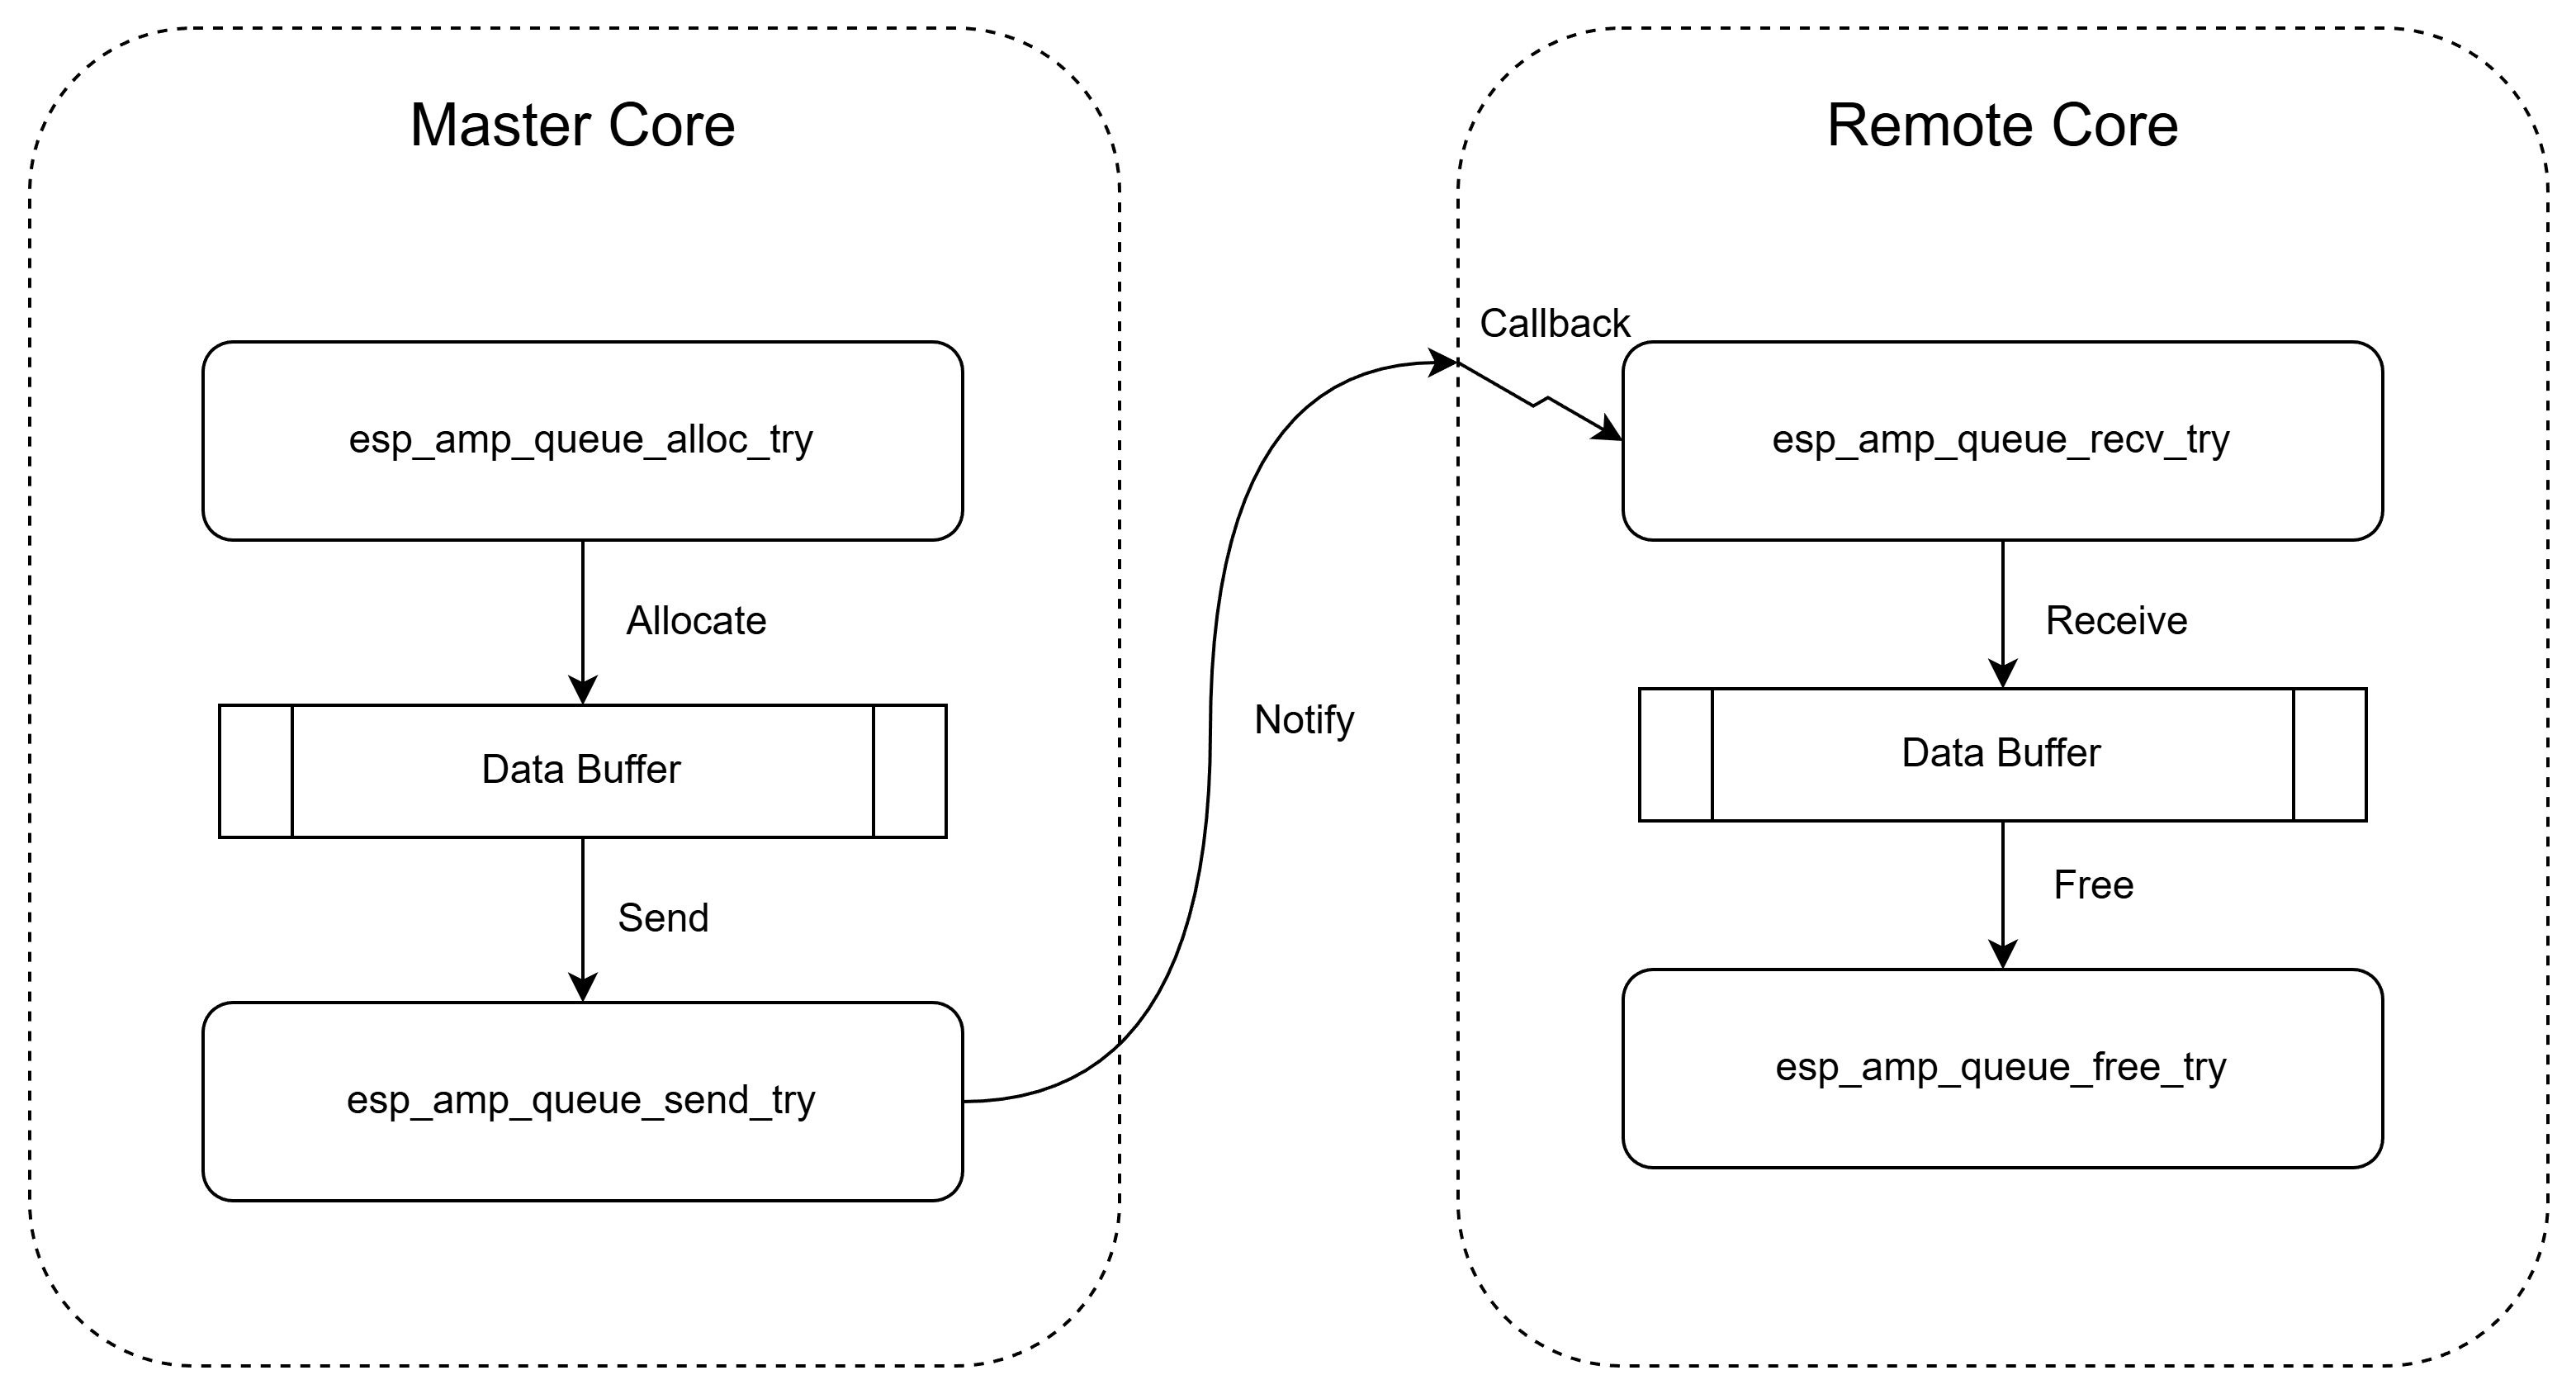 Master Core
esp_amp_queue_alloc_try
Allocate
Data Buffer
Send
esp_amp_queue_send_try
Notify
Remote Core
Callback
esp_amp_queue_recv_try
Receive
Data Buffer
Free
esp_amp_queue_free_try